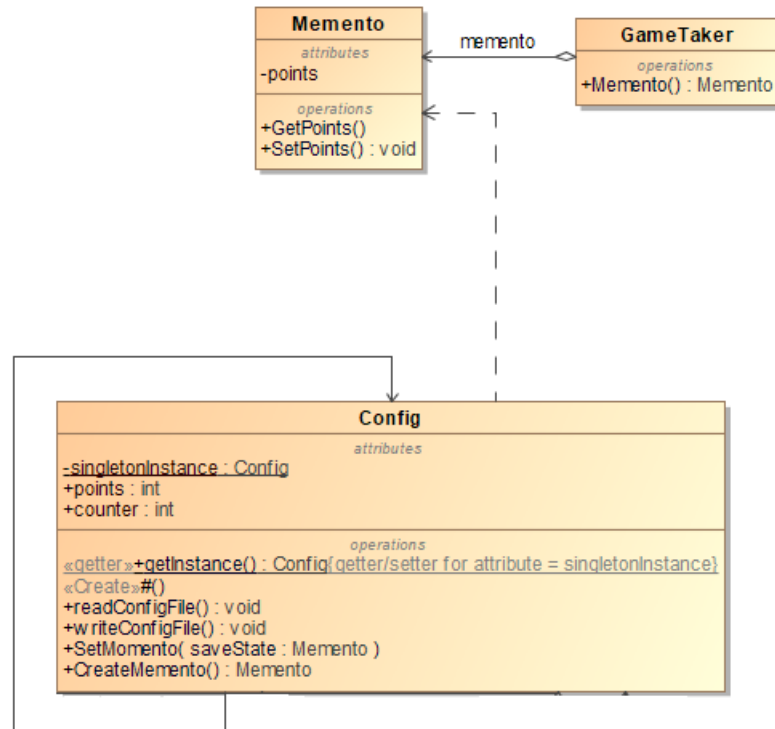 Memento
attributes
-points
operations
+GetPoints()
+SetPoints() : void
memento
GameTaker
operations
+Memento() : Memento
Config
attributes
-singletonInstance : Config
+points : int
+counter : int
operations
«getter»+getInstance() : Config{getter/setter for attribute = singletonInstance}
«Create»#()
+readConfigFile() : void
+writeConfigFile() : void
+SetMomento( saveState : Memento )
+CreateMemento() : Memento